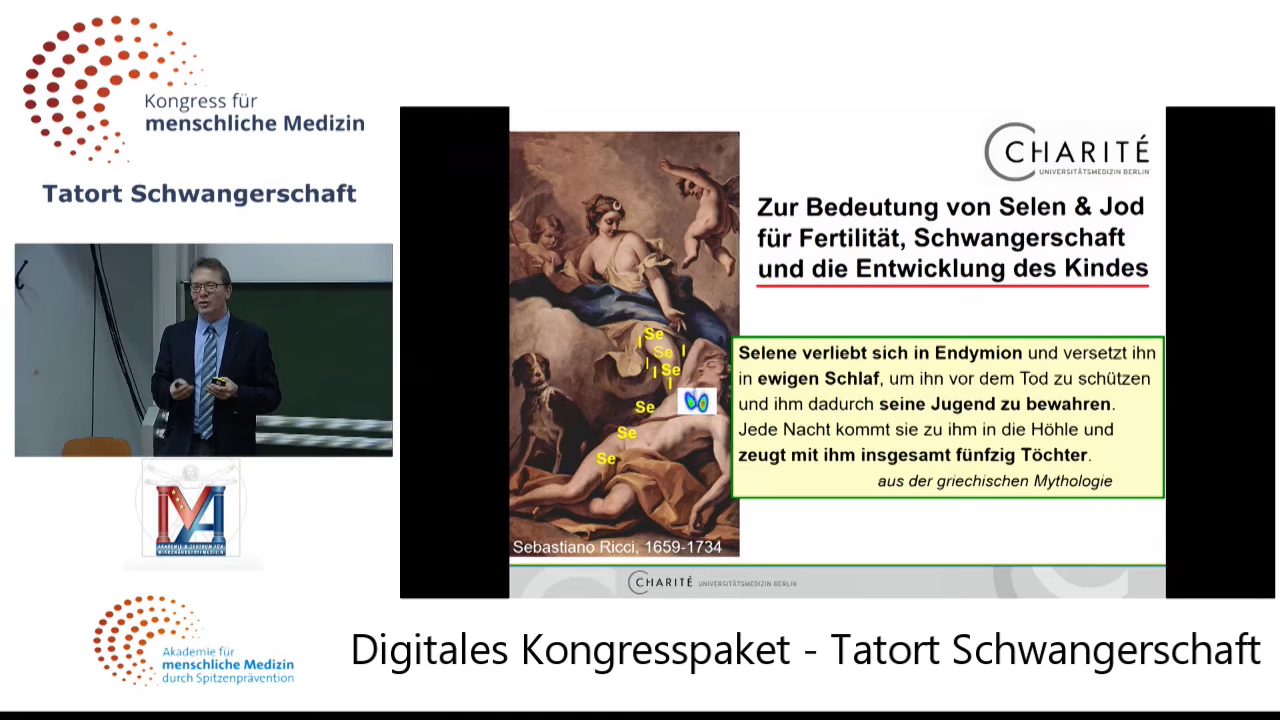 Kongress für
menschliche Medizin
Tatort Schwangerschaft
CHARITÉ
UNIVERSITÄTSMEDIZIN BERLIN
Zur Bedeutung von Selen & Jod
für Fertilität, Schwangerschaft
und die Entwicklung des Kindes
Se
I
Se
I
I
I
Se
I
Se
Se
Se
Selene verliebt sich in Endymion und versetzt ihn
in ewigen Schlaf, um ihn vor dem Tod zu schützen
und ihm dadurch seine Jugend zu bewahren.
Jede Nacht kommt sie zu ihm in die Höhle und
zeugt mit ihm insgesamt fünfzig Töchter.
aus der griechischen Mythologie
Sebastiano Ricci, 1659-1734
CHARITÉ UNIVERSITÄTSMEDIZIN BERLIN
AKADEMIE & ZENTRUM FÜR
MIKRONÄHRSTOFFMEDIZIN
Akademie für
menschliche Medizin
durch Spitzenprävention
Digitales Kongresspaket - Tatort Schwangerschaft